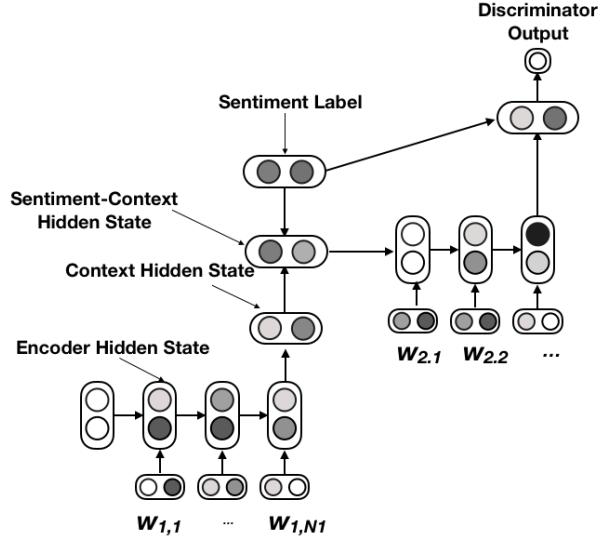 Discriminator
Output
Sentiment Label
Sentiment-Context
Hidden State
Context Hidden State
Encoder Hidden State
w2.1 w2.2 ...
w1,1 ... w1,N1